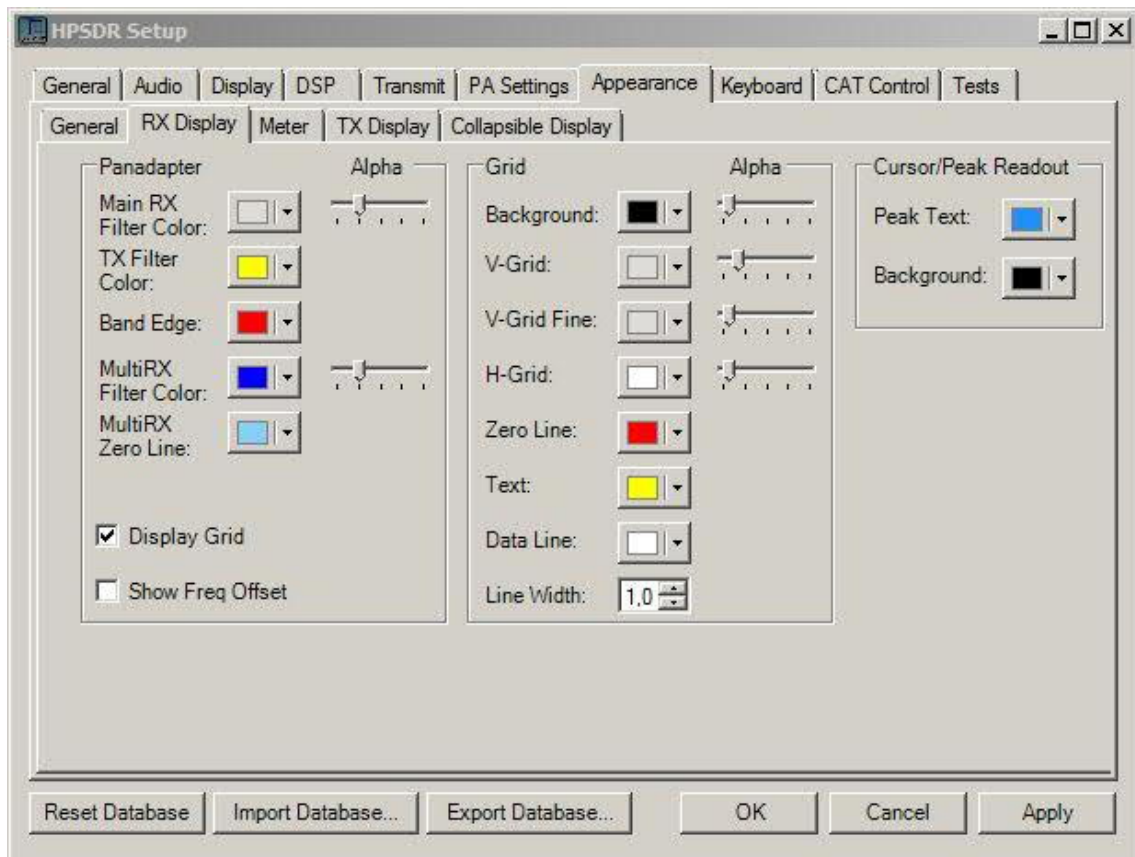 HPSDR Setup
General Audio Display DSP Transmit PA Settings Appearance Keyboard CAT Control Tests
General RX Display Meter TX Display Collapsible Display
Panadapter Alpha
Main RX
Filter Color:
TX Filter
Color:
Band Edge:
MultiRX
Filter Color:
MultiRX
Zero Line:
Display Grid
Show Freq Offset
Grid Alpha
Background:
V-Grid:
V-Grid Fine:
H-Grid:
Zero Line:
Text:
Data Line:
Line Width: 1,0
Cursor/Peak Readout
Peak Text:
Background:
Reset Database Import Database... Export Database... OK Cancel Apply